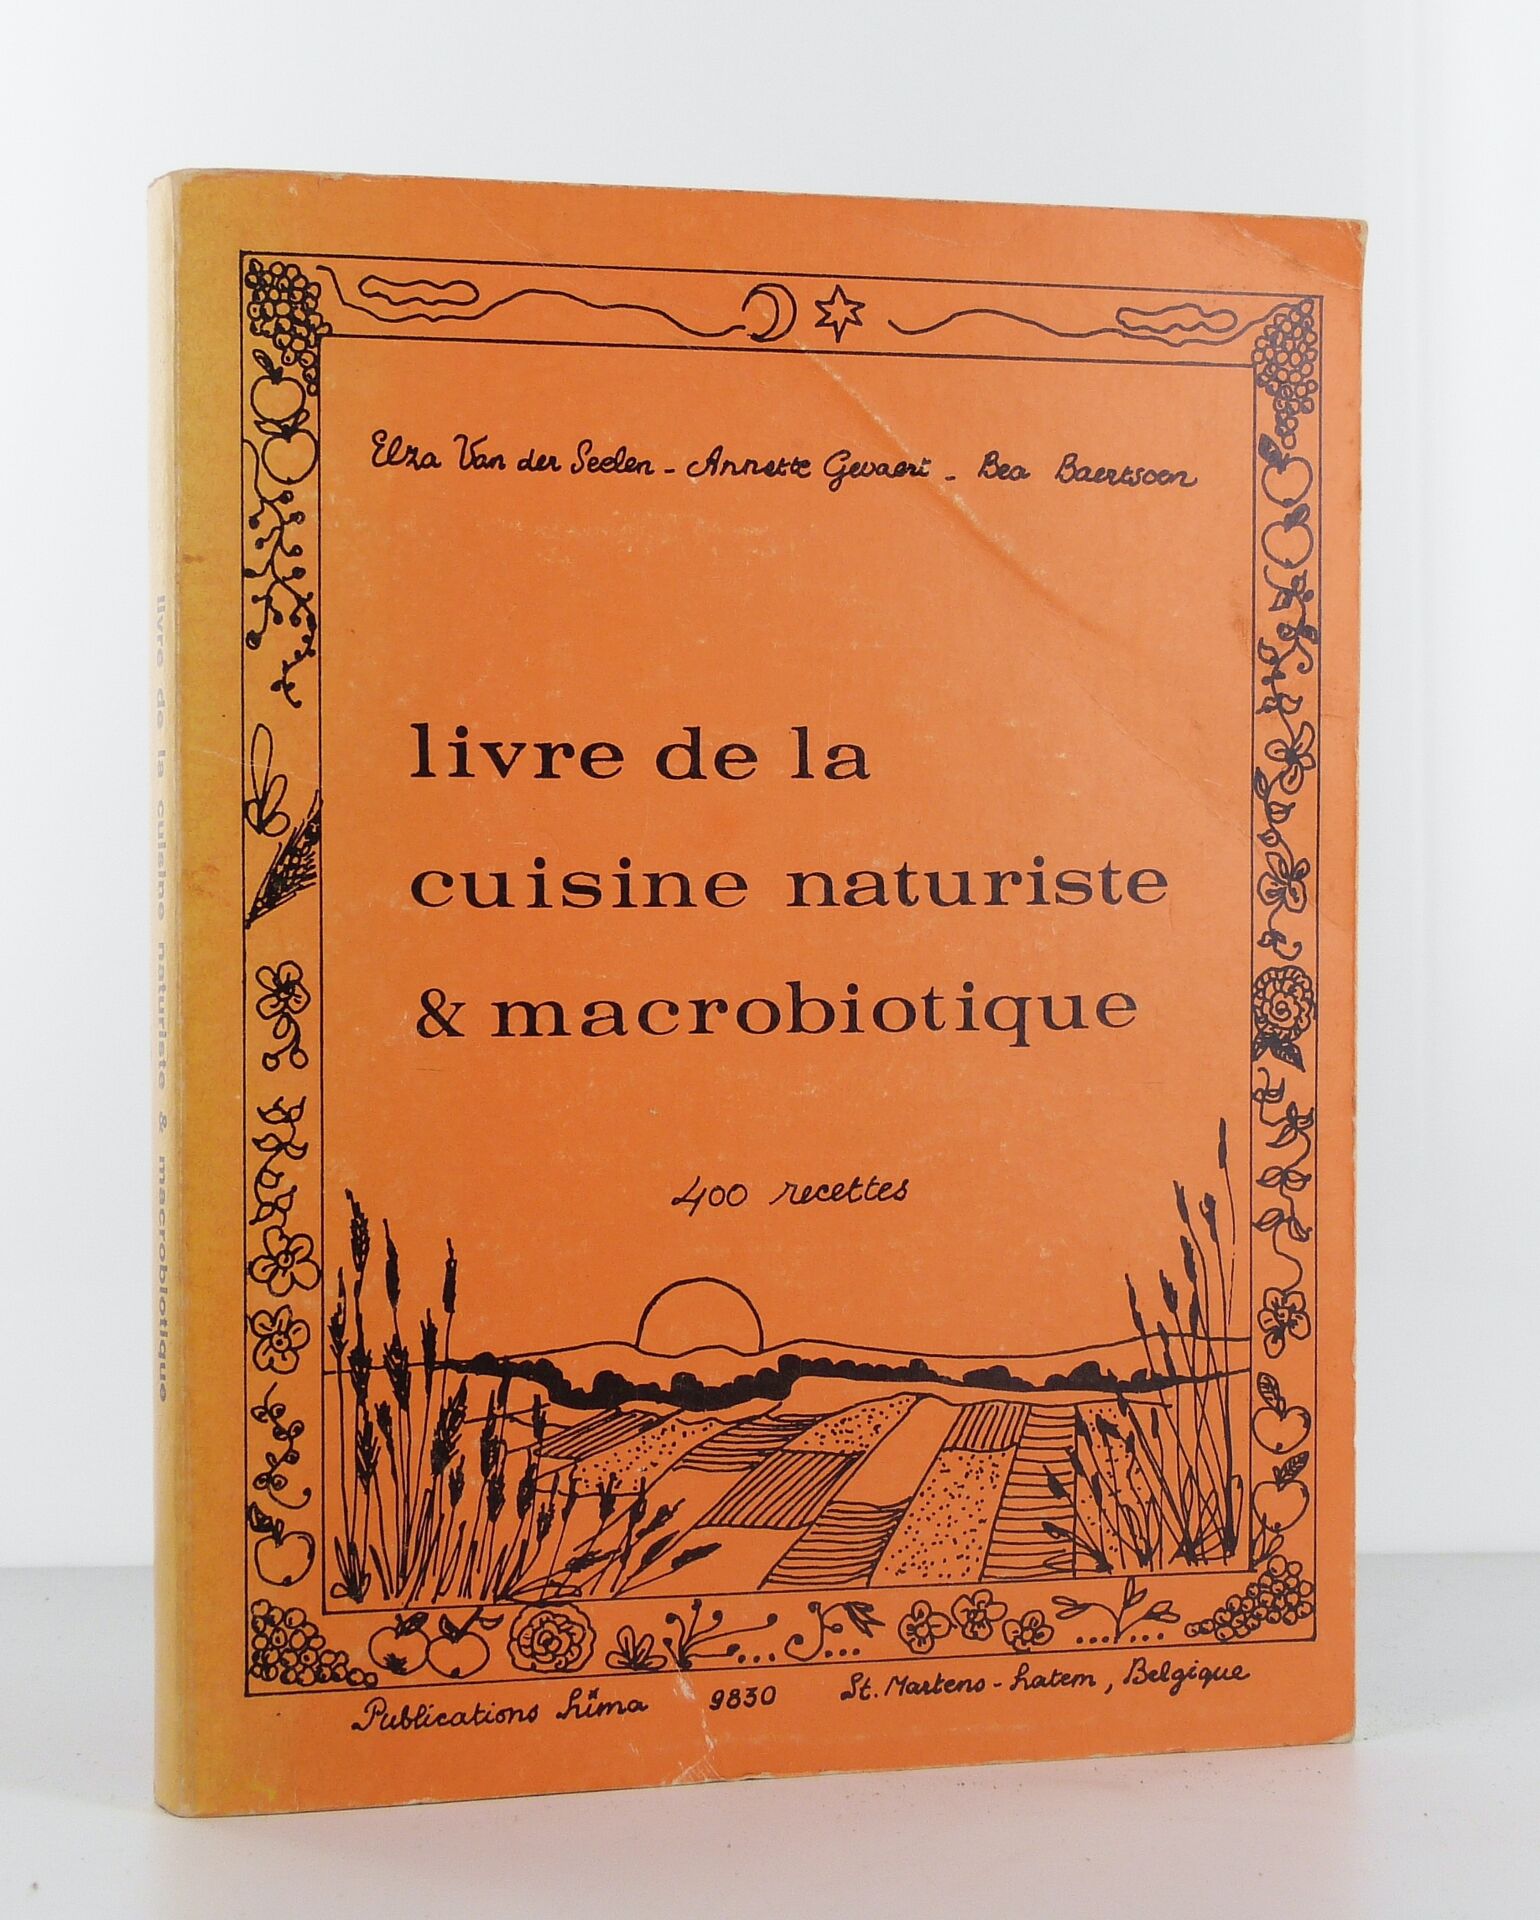 Elza Van der Seelen - Annette Gevaert - Bea Baertsoen
livre de la
cuisine naturiste
& macrobiotique
400 recettes
Publications hima 9830 St. Martens-Latem, Belgique
livre de la cuisine naturiste & macrobiotique